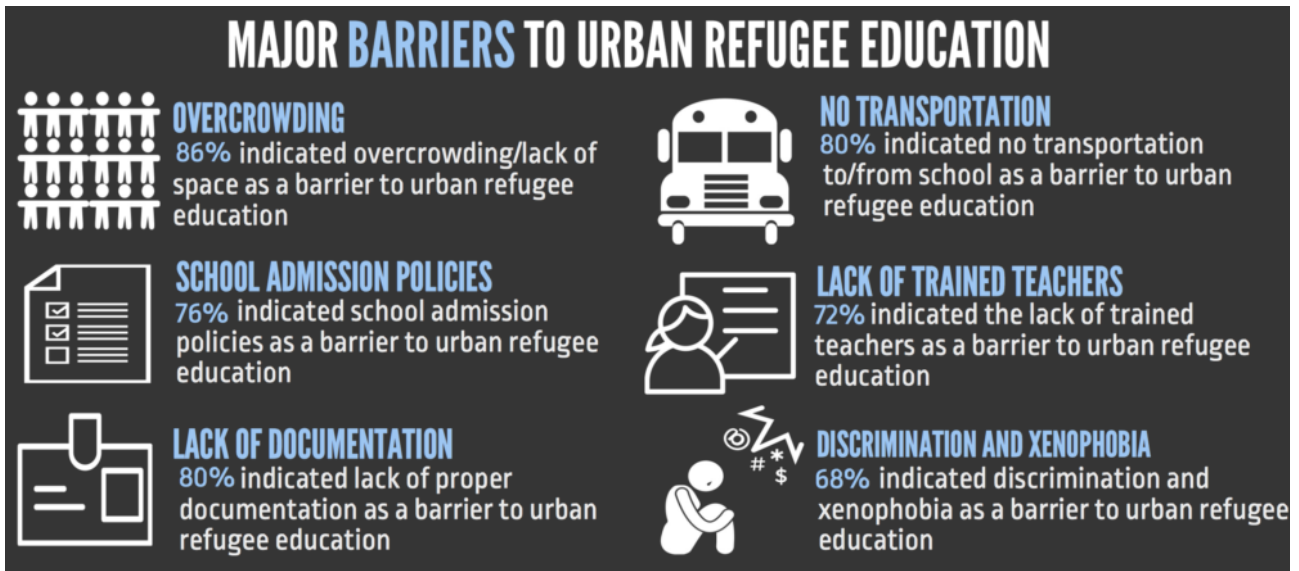 MAJOR BARRIERS TO URBAN REFUGEE EDUCATION
OVERCROWDING
86% indicated overcrowding/lack of
space as a barrier to urban refugee
education
NO TRANSPORTATION
80% indicated no transportation
to/from school as a barrier to urban
refugee education
SCHOOL ADMISSION POLICIES
76% indicated school admission
policies as a barrier to urban refugee
education
LACK OF TRAINED TEACHERS
72% indicated the lack of trained
teachers as a barrier to urban refugee
education
LACK OF DOCUMENTATION
80% indicated lack of proper
documentation as a barrier to urban
refugee education
# * $
DISCRIMINATION AND XENOPHOBIA
68% indicated discrimination and
xenophobia as a barrier to urban refugee
education